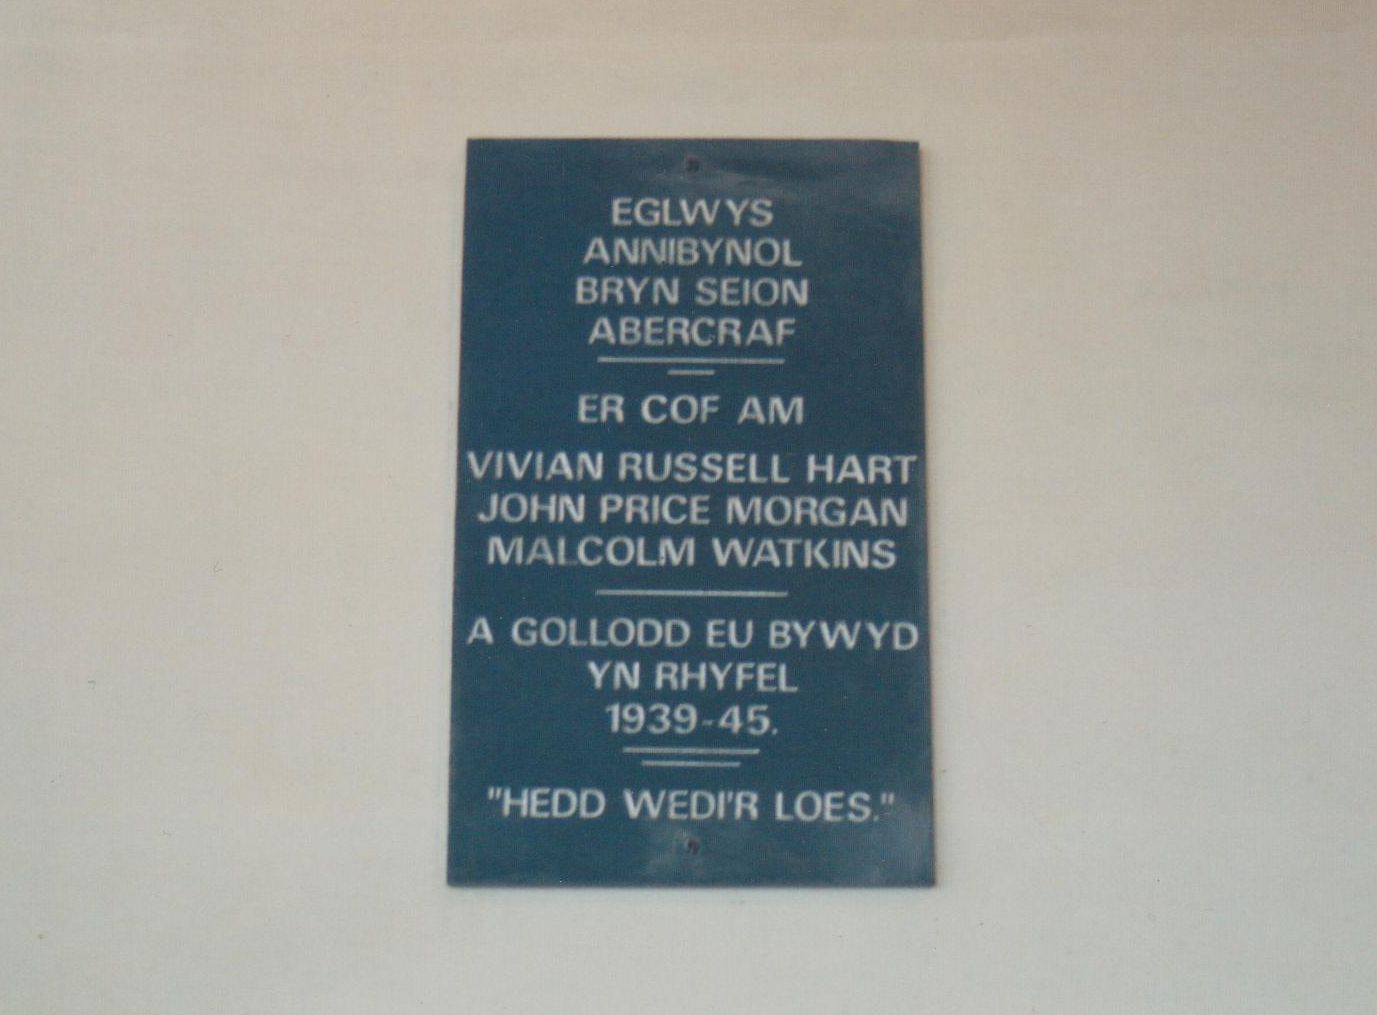 EGLWYS
ANNIBYNOL
BRYN SEION
ABERCRAF
ER COF AM
VIVIAN RUSSELL HART
JOHN PRICE MORGAN
MALCOLM WATKINS
A GOLLODD EU BYWYD
YN RHYFEL
1939-45.
"HEDD WEDI'R LOES."